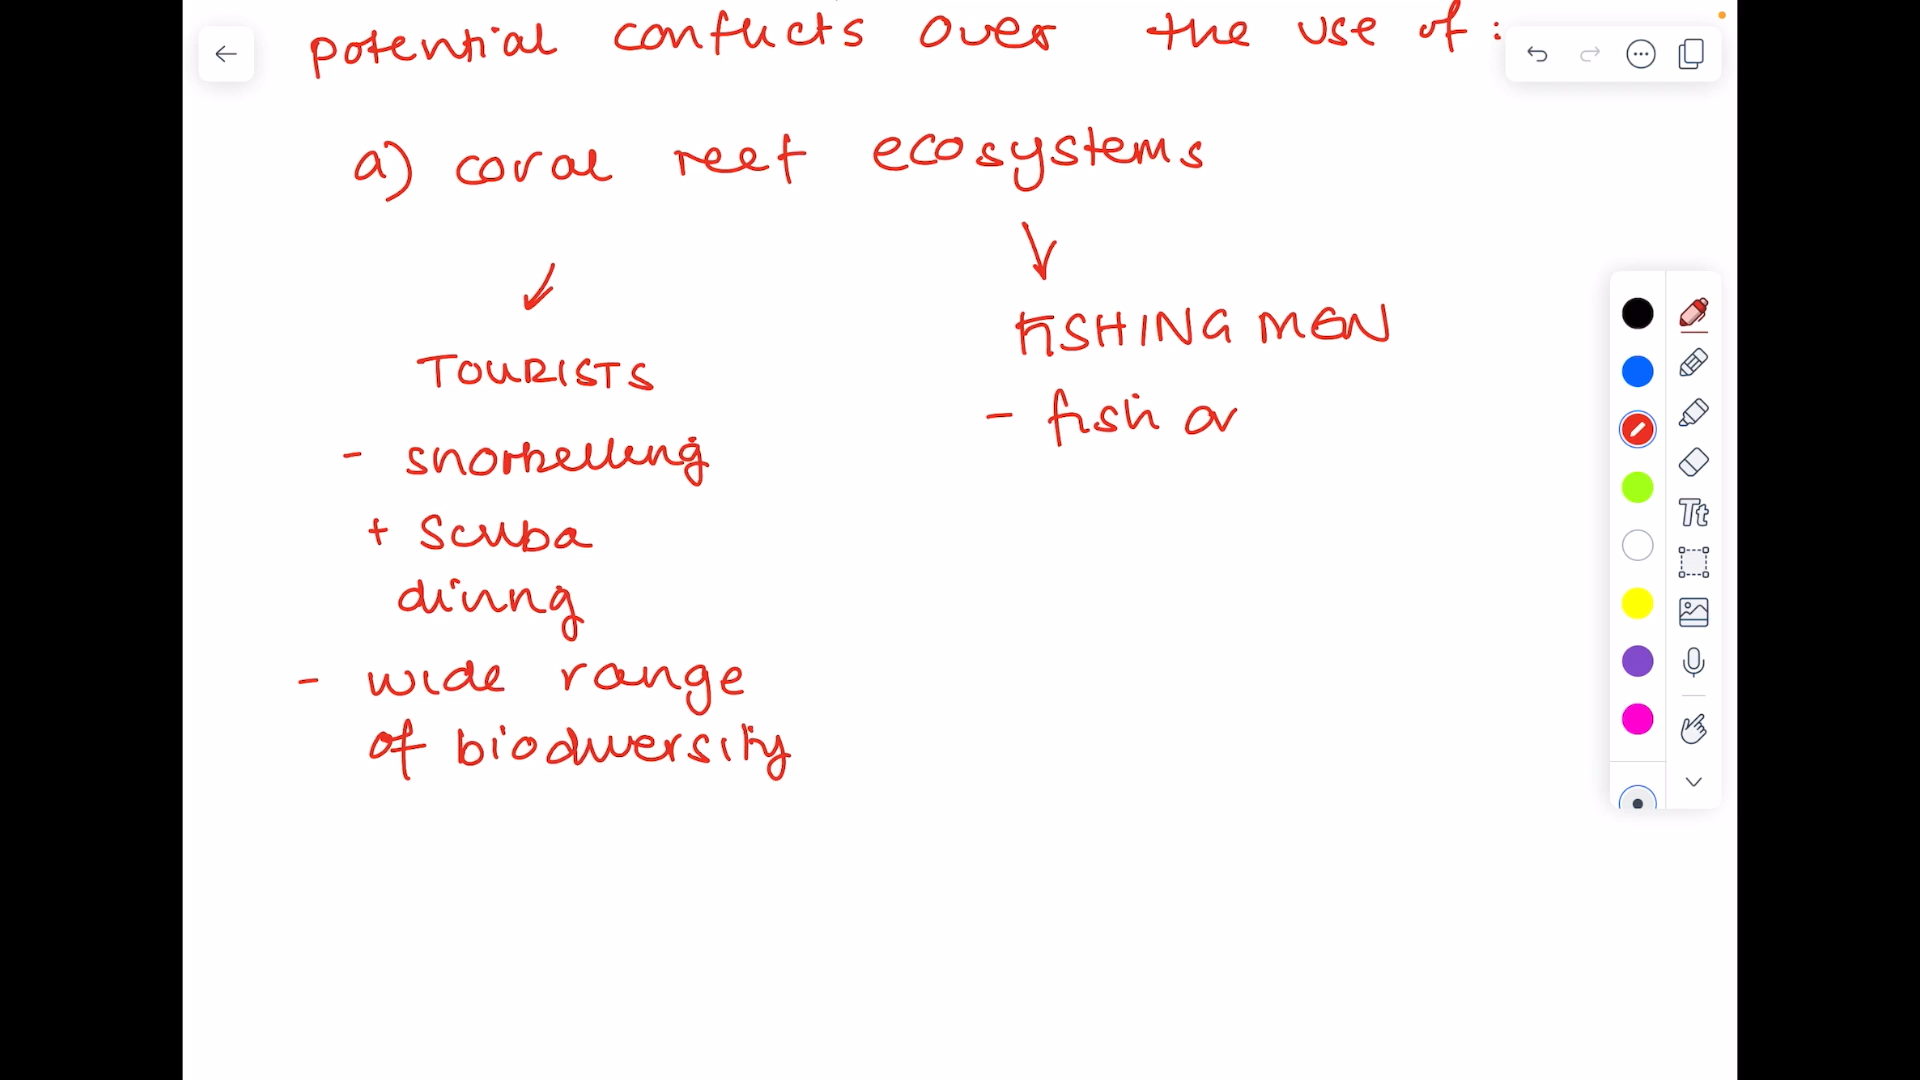 potential conflicts over the use of :
a) coral reef ecosystems
TOURISTS
- snorkelling
+ scuba
diving
- wide range
of biodiversity
FISHING MEN
- fish or
Tt